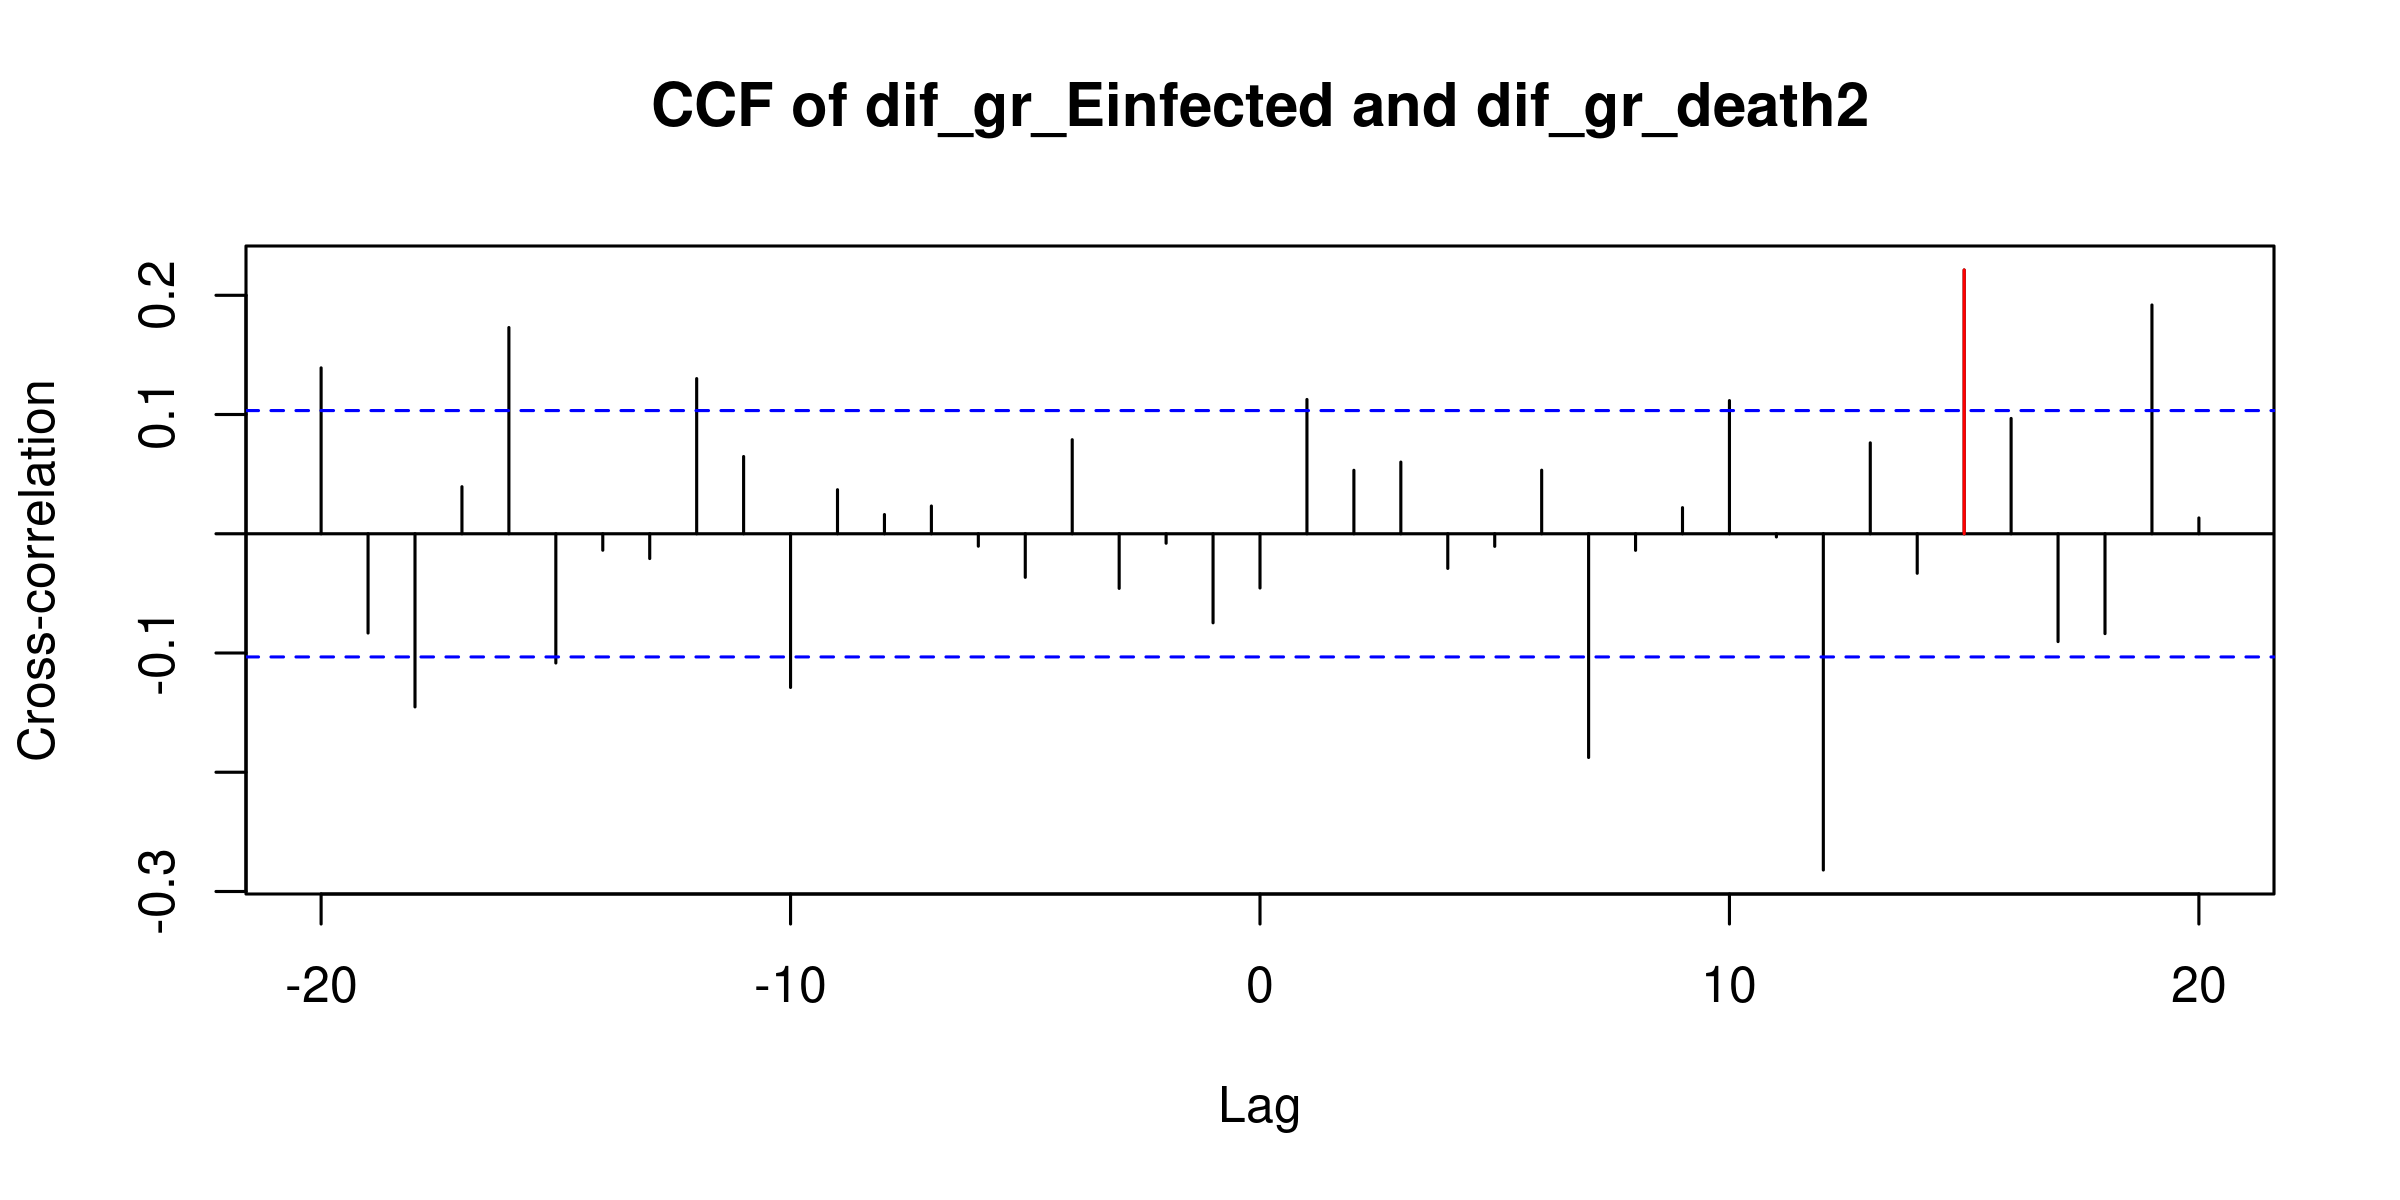 CCF of dif_gr_Einfected and dif_gr_death2
Cross-correlation
0.2
0.1
-0.1
-0.3
-20 -10 0 10 20
Lag